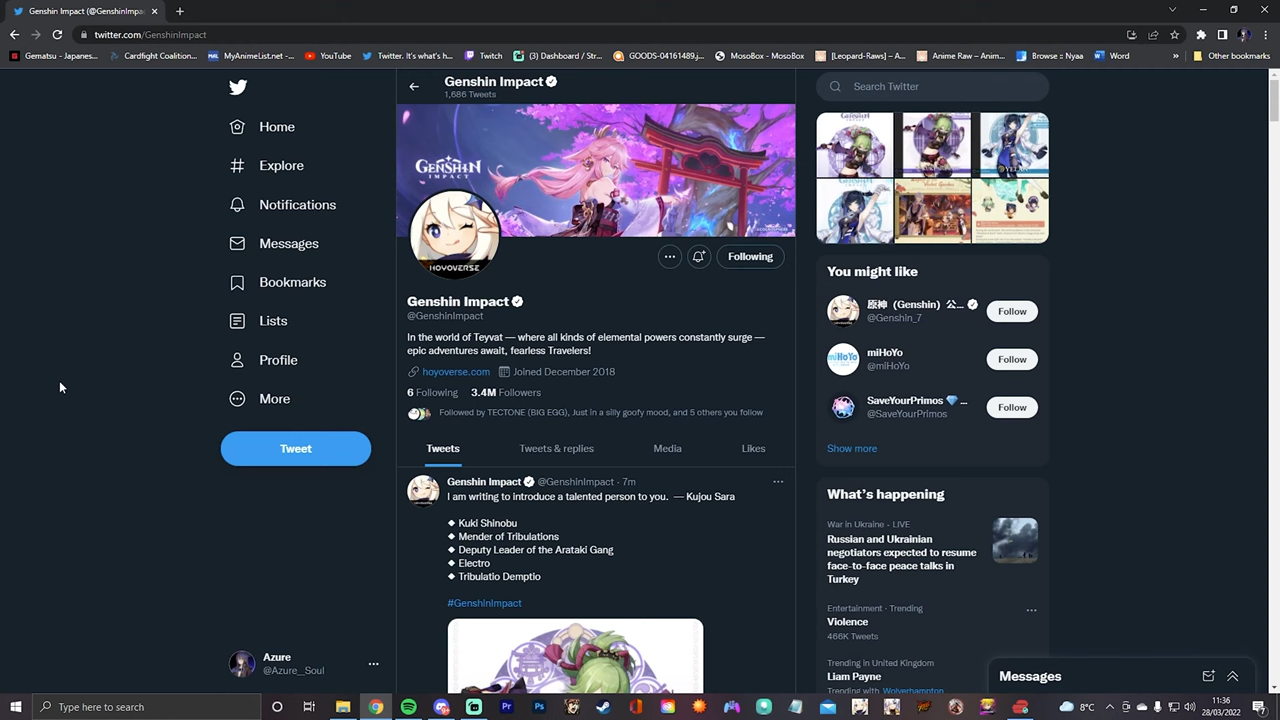 Genshin Impact (@GenshinImpa
twitter.com/GenshinImpact
Gematsu - Japanes...
Cardfight Coalition...
MyAnimeList.net -...
YouTube
Twitter. It's what's h...
Twitch
(3) Dashboard / Str...
GOODS-04161489.j...
MosoBox - MosoBox
[Leopard-Raws] – A...
Anime Raw – Anim...
Browse :: Nyaa
Word
»
Other bookmarks
Genshin Impact
1,686 Tweets
Search Twitter
Home
Explore
Notifications
Messages
Bookmarks
Lists
Profile
More
Tweet
GENSHIN
IMPACT
HOYOVERSE
Following
Genshin Impact
@GenshinImpact
In the world of Teyvat — where all kinds of elemental powers constantly surge —
epic adventures await, fearless Travelers!
hoyoverse.com Joined December 2018
6 Following 3.4M Followers
Followed by TECTONE (BIG EGG), Just in a silly goofy mood, and 5 others you follow
Tweets Tweets & replies Media Likes
Genshin Impact @GenshinImpact · 7m
I am writing to introduce a talented person to you. — Kujou Sara
◆ Kuki Shinobu
◆ Mender of Tribulations
◆ Deputy Leader of the Arataki Gang
◆ Electro
◆ Tribulatio Demptio
#GenshinImpact
You might like
原神（Genshin）公...
@Genshin_7
Follow
miHoYo
miHoYo
@miHoYo
Follow
SaveYourPrimos 💎 ...
@SaveYourPrimos
Follow
Show more
What's happening
War in Ukraine · LIVE
Russian and Ukrainian
negotiators expected to resume
face-to-face peace talks in
Turkey
Entertainment · Trending
Violence
466K Tweets
Trending in United Kingdom
Liam Payne
Trending with Wolverhampton
Messages
Azure
@Azure__Soul
Type here to search
8°C
11:36
28/03/2022